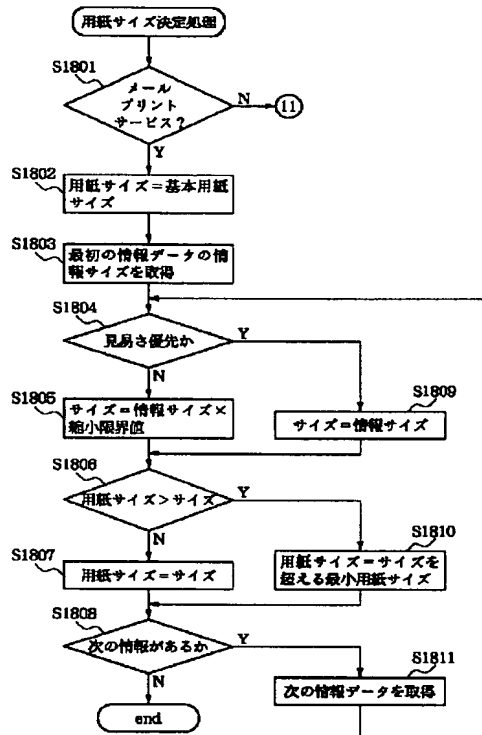 用紙サイズ決定処理
S1801
メール
プリント
サービス?
N
11
Y
S1802
用紙サイズ=基本用紙
サイズ
S1803
最初の情報データの情
報サイズを取得
S1804
見易さ優先か
Y
N
S1805
サイズ=情報サイズ×
縮小限界値
S1809
サイズ=情報サイズ
S1806
用紙サイズ>サイズ
Y
N
S1807
用紙サイズ=サイズ
S1810
用紙サイズ=サイズを
超える最小用紙サイズ
S1808
次の情報があるか
Y
N
S1811
次の情報データを取得
end